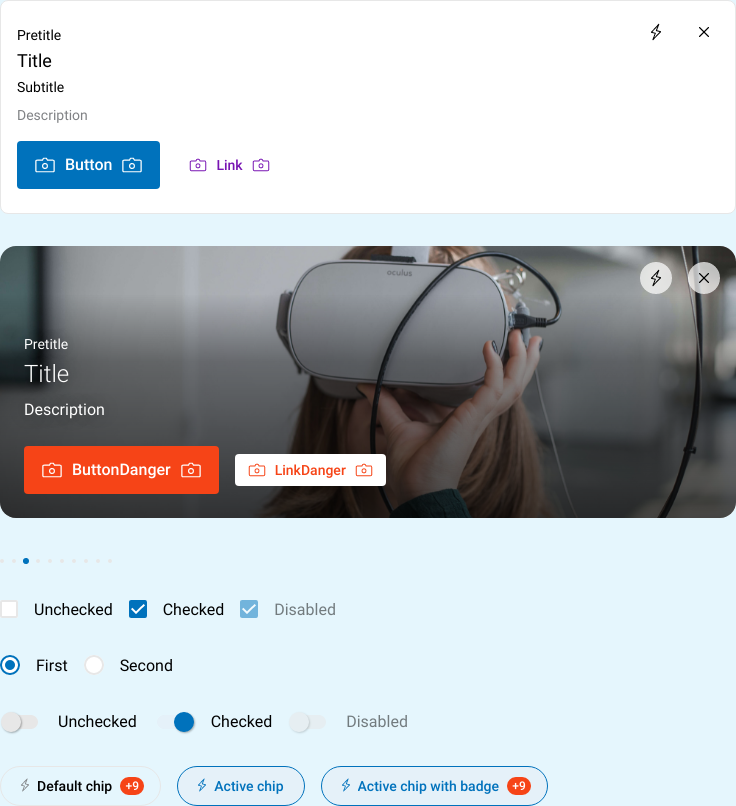 Pretitle
Title
Subtitle
Description
Button
Link
oculus
Pretitle
Title
Description
ButtonDanger
LinkDanger
Unchecked
Checked
Disabled
First
Second
Unchecked
Checked
Disabled
Default chip +9
Active chip
Active chip with badge +9